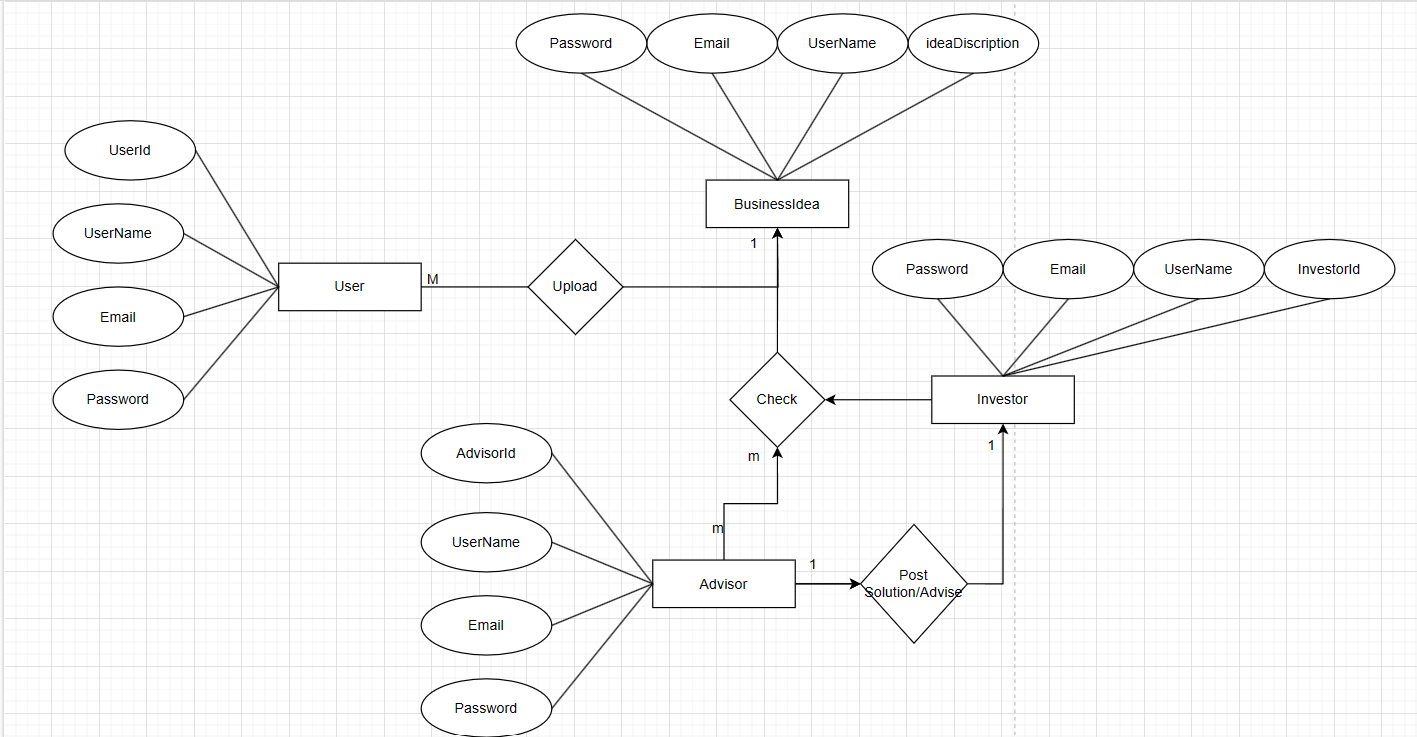 Password
Email
UserName
ideaDiscription
UserId
UserName
Email
Password
User
M
Upload
BusinessIdea
1
Password
Email
UserName
InvestorId
Check
Investor
m
1
AdvisorId
UserName
Email
Password
m
Advisor
1
Post
Solution/Advise